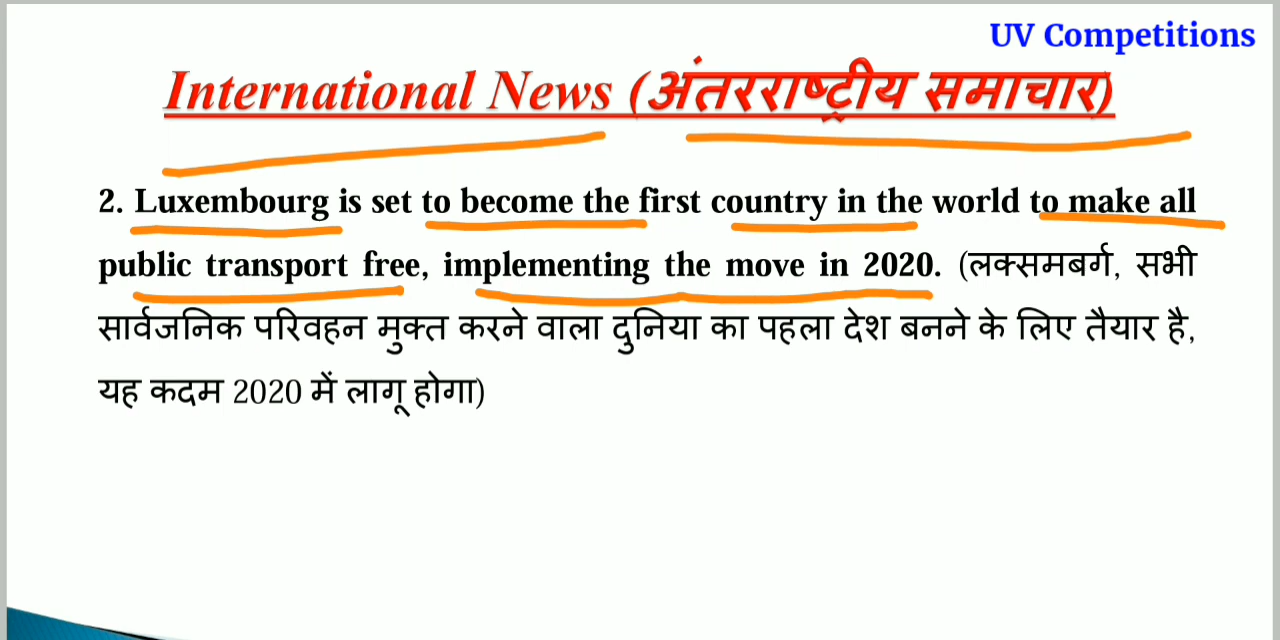 UV Competitions
International News (अंतरराष्ट्रीय समाचार)
2. Luxembourg is set to become the first country in the world to make all
public transport free, implementing the move in 2020. (लक्समबर्ग, सभी
सार्वजनिक परिवहन मुक्त करने वाला दुनिया का पहला देश बनने के लिए तैयार है,
यह कदम 2020 में लागू होगा)